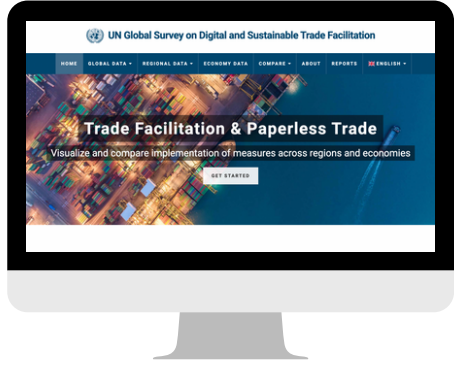 UN Global Survey on Digital and Sustainable Trade Facilitation
HOME GLOBAL DATA REGIONAL DATA ECONOMY DATA COMPARE ABOUT REPORTS ENGLISH
Trade Facilitation & Paperless Trade
Visualize and compare implementation of measures across regions and economies
GET STARTED